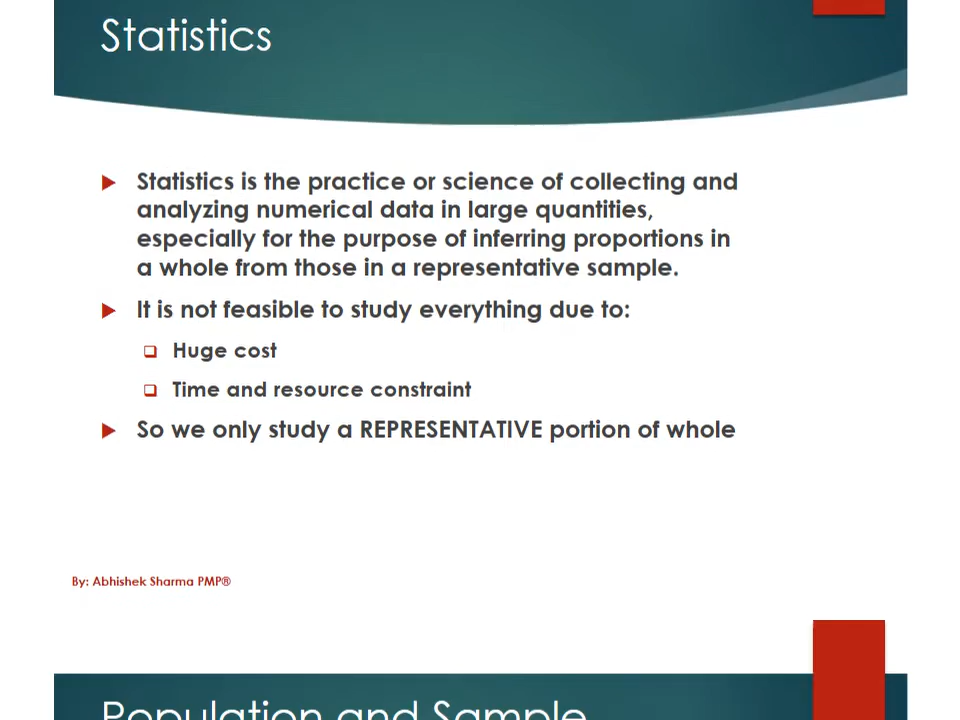 Statistics
Statistics is the practice or science of collecting and
analyzing numerical data in large quantities,
especially for the purpose of inferring proportions in
a whole from those in a representative sample.
It is not feasible to study everything due to:
Huge cost
Time and resource constraint
So we only study a REPRESENTATIVE portion of whole
By: Abhishek Sharma PMP®
Population and Sample